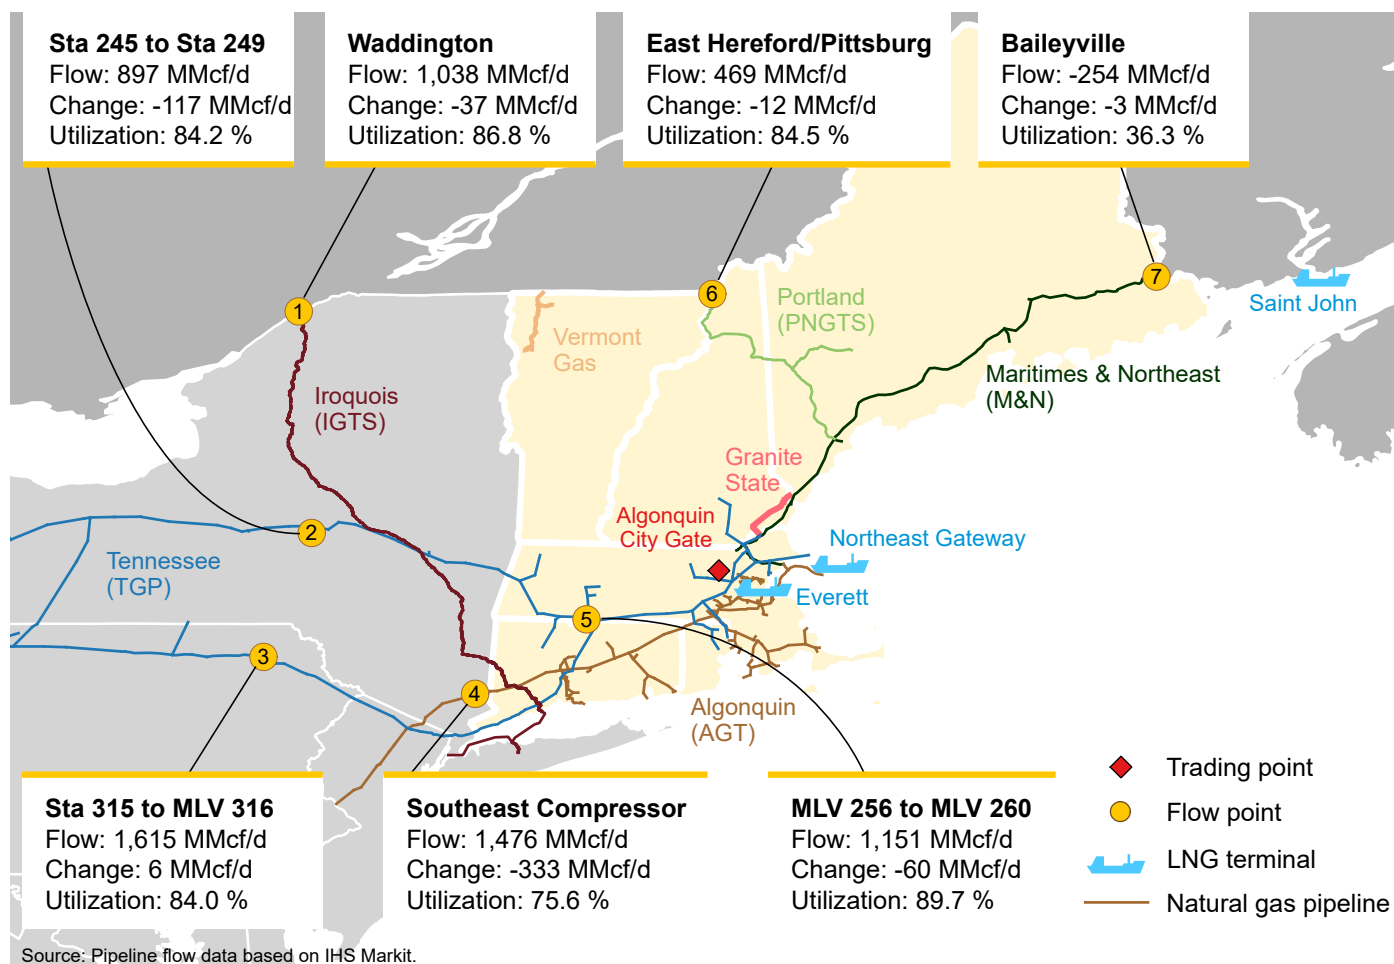 Sta 245 to Sta 249
Flow: 897 MMcf/d
Change: -117 MMcf/d
Utilization: 84.2 %
Waddington
Flow: 1,038 MMcf/d
Change: -37 MMcf/d
Utilization: 86.8 %
East Hereford/Pittsburg
Flow: 469 MMcf/d
Change: -12 MMcf/d
Utilization: 84.5 %
Baileyville
Flow: -254 MMcf/d
Change: -3 MMcf/d
Utilization: 36.3 %
7
6
1
Saint John
Portland
(PNGTS)
Vermont
Gas
Maritimes & Northeast
(M&N)
Iroquois
(IGTS)
Granite
State
Algonquin
City Gate
2
Northeast Gateway
Tennessee
(TGP)
Everett
5
3
4
Algonquin
(AGT)
Sta 315 to MLV 316
Flow: 1,615 MMcf/d
Change: 6 MMcf/d
Utilization: 84.0 %
Southeast Compressor
Flow: 1,476 MMcf/d
Change: -333 MMcf/d
Utilization: 75.6 %
MLV 256 to MLV 260
Flow: 1,151 MMcf/d
Change: -60 MMcf/d
Utilization: 89.7 %
Trading point
Flow point
LNG terminal
Natural gas pipeline
Source: Pipeline flow data based on IHS Markit.